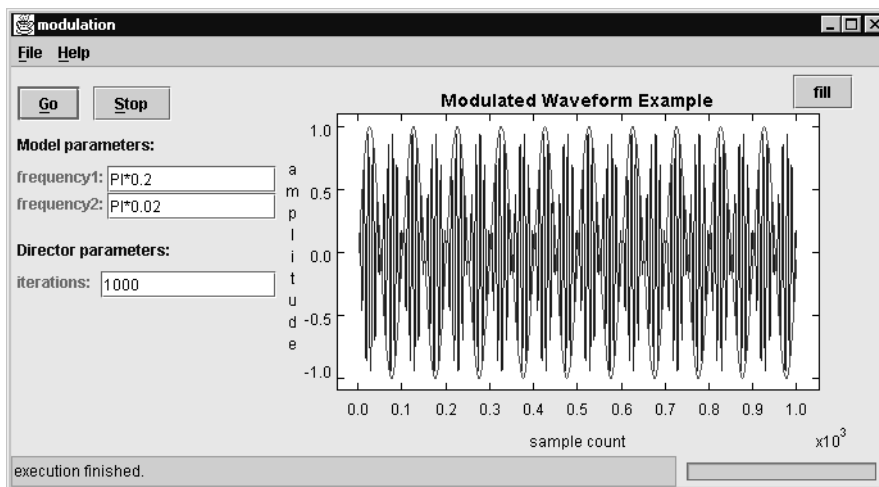 modulation
File Help
Go Stop
fill
Model parameters:
frequency1: PI*0.2
frequency2: PI*0.02
Director parameters:
iterations: 1000
Modulated Waveform Example
amplitude
1.0
0.5
0.0
-0.5
-1.0
0.0 0.1 0.2 0.3 0.4 0.5 0.6 0.7 0.8 0.9 1.0
sample count x10³
execution finished.